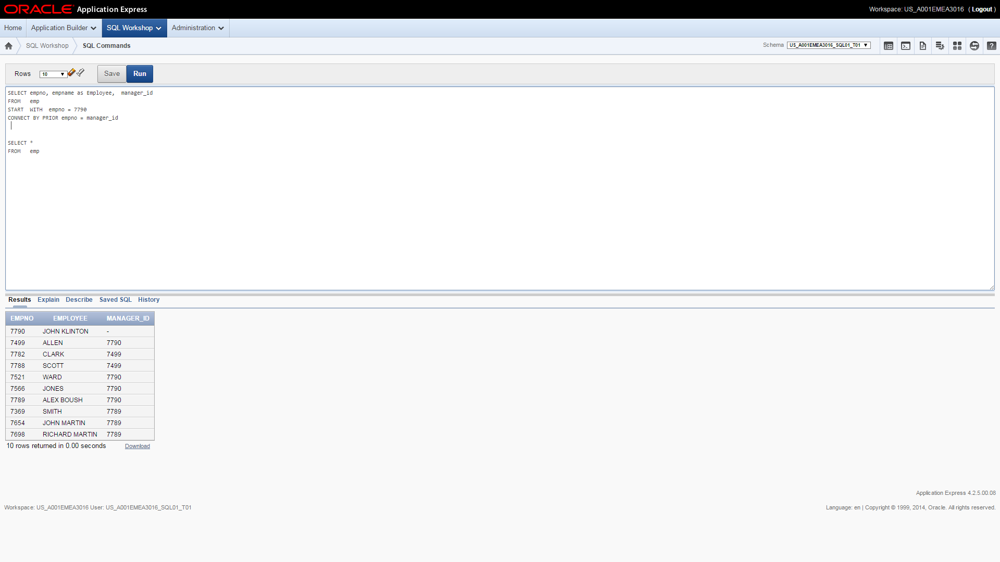 ORACLE Application Express
Workspace: US_A001EMEA3016 ( Logout )
Home Application Builder SQL Workshop Administration
SQL Workshop SQL Commands
Schema US_A001EMEA3016_SQL01_T01
?
Rows 10 Save Run
SELECT empno, empname as Employee, manager_id
FROM emp
START WITH empno = 7790
CONNECT BY PRIOR empno = manager_id
SELECT *
FROM emp
Results Explain Describe Saved SQL History
EMPNO EMPLOYEE MANAGER_ID
7790 JOHN KLINTON -
7499 ALLEN 7790
7782 CLARK 7499
7788 SCOTT 7499
7521 WARD 7790
7566 JONES 7790
7789 ALEX BOUSH 7790
7369 SMITH 7789
7654 JOHN MARTIN 7789
7698 RICHARD MARTIN 7789
10 rows returned in 0.00 seconds Download
Application Express 4.2.5.00.08
Workspace: US_A001EMEA3016 User: US_A001EMEA3016_SQL01_T01
Language: en | Copyright © 1999, 2014, Oracle. All rights reserved.